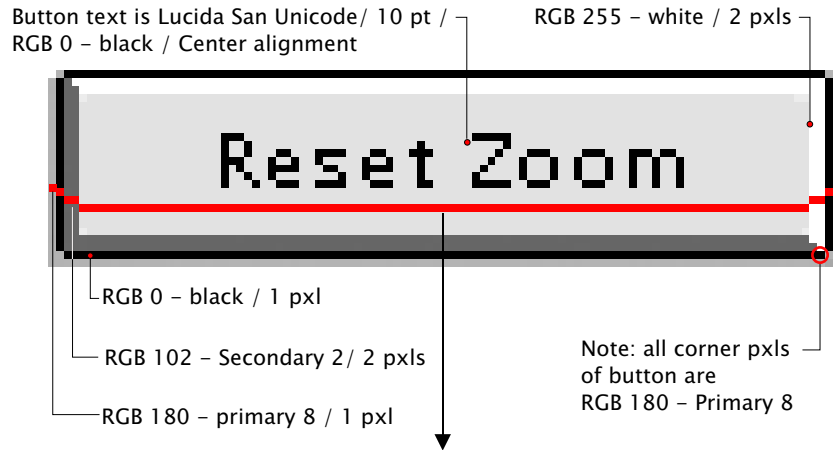 Button text is Lucida San Unicode/ 10 pt /
RGB 0 – black / Center alignment
RGB 255 – white / 2 pxls
Reset Zoom
RGB 0 – black / 1 pxl
RGB 102 – Secondary 2/ 2 pxls
RGB 180 – primary 8 / 1 pxl
Note: all corner pxls
of button are
RGB 180 – Primary 8